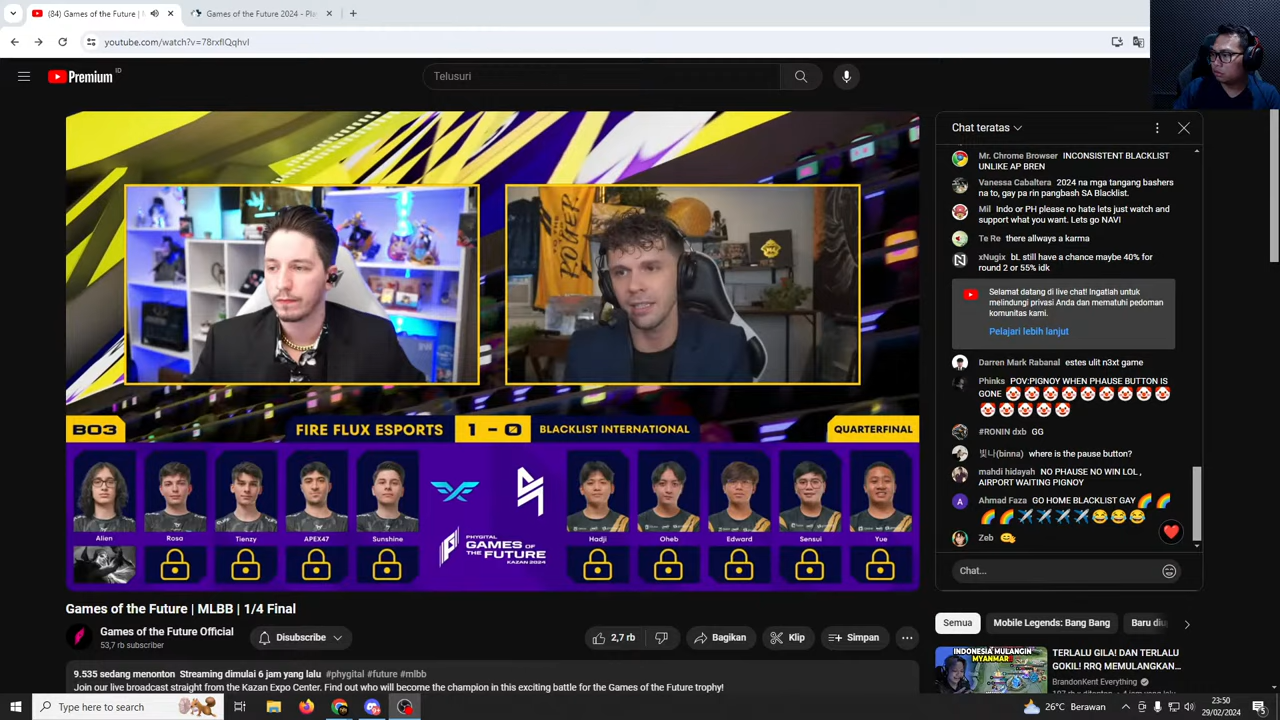 (84) Games of the Future |
Games of the Future 2024 - Pla
youtube.com/watch?v=78rxflQqhvI
Premium
ID
Telusuri
Chat teratas
Mr. Chrome Browser INCONSISTENT BLACKLIST
UNLIKE AP BREN
Vanessa Cabaltera 2024 na mga tangang bashers
na to, gay pa rin pangbash SA Blacklist.
Mil Indo or PH please no hate lets just watch and
support what you want. Lets go NAVI
Te Re there allways a karma
xNugix bL still have a chance maybe 40% for
round 2 or 55% idk
Selamat datang di live chat! Ingatlah untuk
melindungi privasi Anda dan mematuhi pedoman
komunitas kami.
Pelajari lebih lanjut
Darren Mark Rabanal estes ulit n3xt game
Phinks POV:PIGNOY WHEN PHAUSE BUTTON IS
GONE
#RONIN dxb GG
빛나(binna) where is the pause button?
mahdi hidayah NO PHAUSE NO WIN LOL ,
AIRPORT WAITING PIGNOY
Ahmad Faza GO HOME BLACKLIST GAY
Zeb
Chat...
BO3
FIRE FLUX ESPORTS
1 - 0
BLACKLIST INTERNATIONAL
QUARTERFINAL
Alien
Rosa
Tienzy
APEX47
Sunshine
Hadji
Oheb
Edward
Sensui
Yue
PHYGITAL
GAMES OF
THE FUTURE
KAZAN 2024
Games of the Future | MLBB | 1/4 Final
Games of the Future Official
53,7 rb subscriber
Disubscribe
2,7 rb
Bagikan
Klip
Simpan
9.535 sedang menonton Streaming dimulai 6 jam yang lalu #phygital #future #mlbb
Join our live broadcast straight from the Kazan Expo Center. Find out who will become the champion in this exciting battle for the Games of the Future trophy!
Semua
Mobile Legends: Bang Bang
Baru diu
INDONESIA MULANGIN
MYANMAR
TERLALU GILA! DAN TERLALU
GOKIL! RRQ MEMULANGKAN...
BrandonKent Everything
Type here to search
26°C Berawan
23:50
29/02/2024